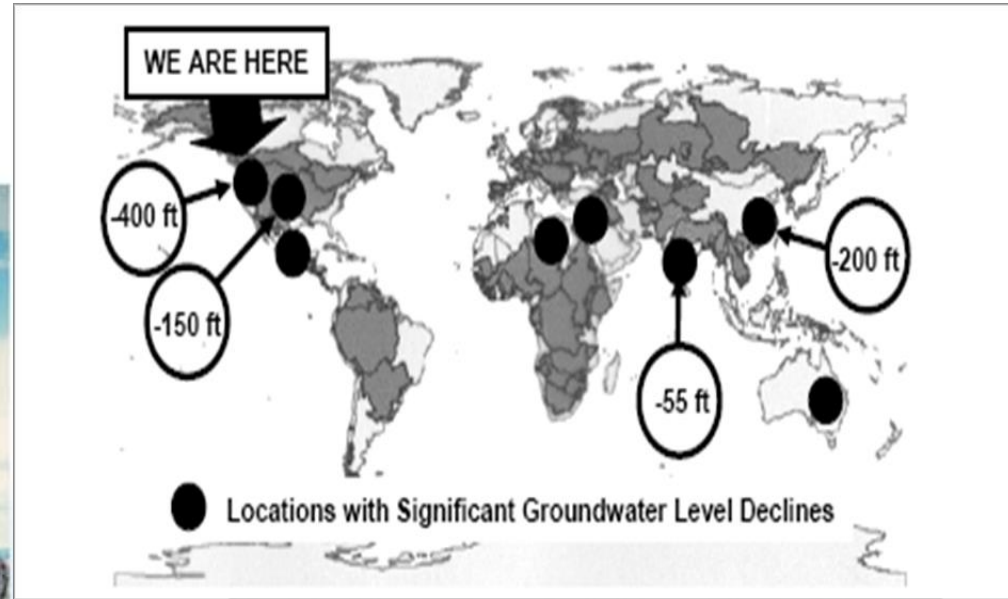 WE ARE HERE
-400 ft
-200 ft
-150 ft
-55 ft
Locations with Significant Groundwater Level Declines